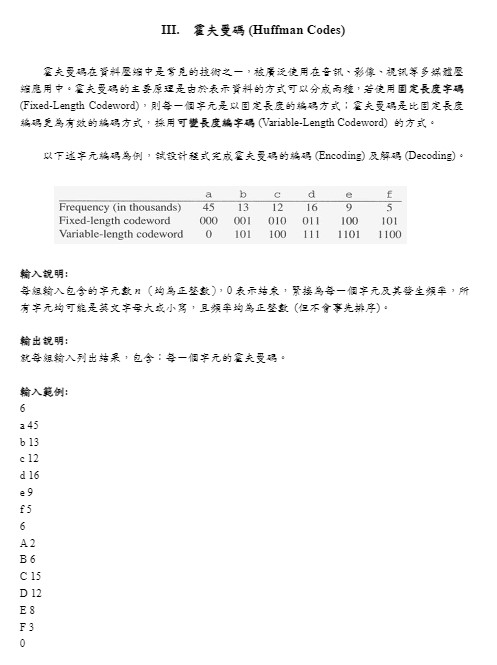 III. 霍夫曼碼 (Huffman Codes)
霍夫曼碼在資料壓縮中是常見的技術之一，被廣泛使用在音訊、影像、視訊等多媒體壓
縮應用中。霍夫曼碼的主要原理是由於表示資料的方式可以分成兩種，若使用固定長度字碼
(Fixed-Length Codeword)，則每一個字元是以固定長度的編碼方式；霍夫曼碼是比固定長度
編碼更為有效的編碼方式，採用可變長度編字碼 (Variable-Length Codeword) 的方式。
以下述字元編碼為例，試設計程式完成霍夫曼碼的編碼 (Encoding) 及解碼 (Decoding)。
a b c d e f
Frequency (in thousands) 45 13 12 16 9 5
Fixed-length codeword 000 001 010 011 100 101
Variable-length codeword 0 101 100 111 1101 1100
輸入說明:
每組輸入包含的字元數 n (均為正整數)，0 表示結束，緊接為每一個字元及其發生頻率，所
有字元均可能是英文字母大或小寫，且頻率均為正整數 (但不會事先排序)。
輸出說明:
就每組輸入列出結果，包含：每一個字元的霍夫曼碼。
輸入範例:
6
a 45
b 13
c 12
d 16
e 9
f 5
6
A 2
B 6
C 15
D 12
E 8
F 3
0